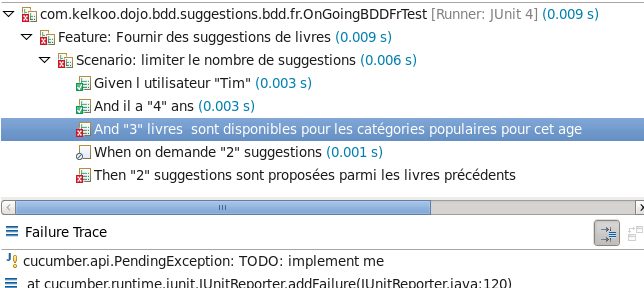 com.kelkoo.dojo.bdd.suggestions.bdd.fr.OnGoingBDDFrTest [Runner: JUnit 4] (0.009 s)
Feature: Fournir des suggestions de livres (0.009 s)
Scenario: limiter le nombre de suggestions (0.006 s)
Given l utilisateur "Tim" (0.003 s)
And il a "4" ans (0.003 s)
And "3" livres  sont disponibles pour les catégories populaires pour cet age
When on demande "2" suggestions (0.001 s)
Then "2" suggestions sont proposées parmi les livres précédents
Failure Trace
cucumber.api.PendingException: TODO: implement me
at cucumber.runtime.junit.JUnitReporter.addFailure(JUnitReporter.java:120)